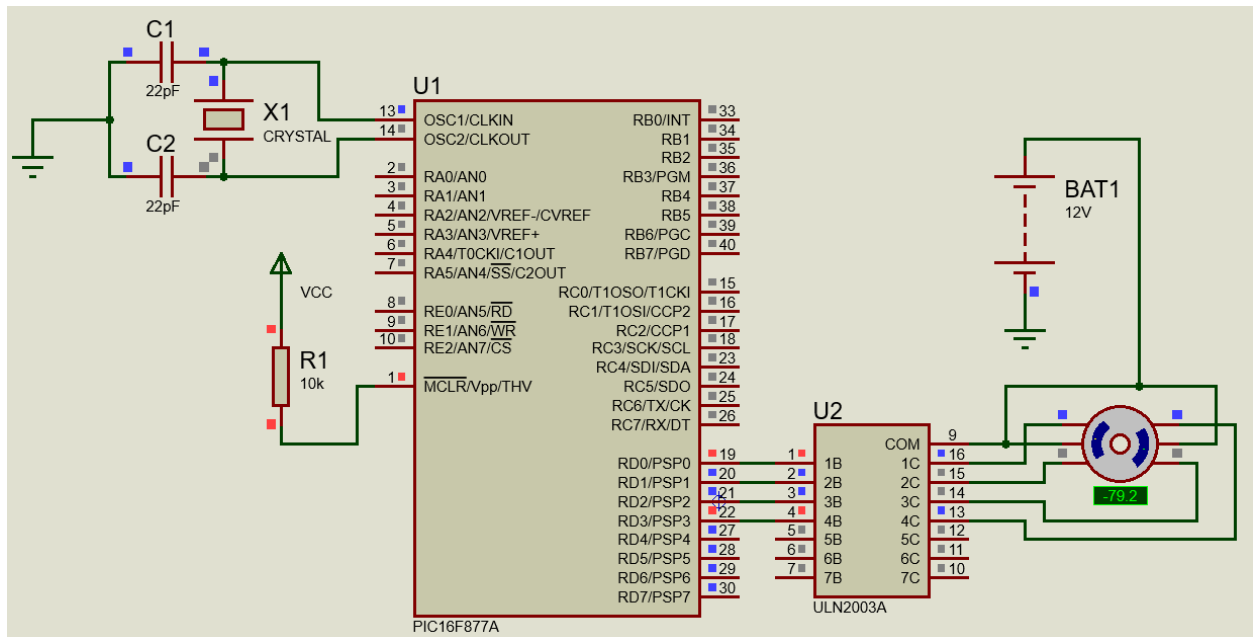 C1
22pF
X1
CRYSTAL
C2
22pF
VCC
R1
10k
U1
13 OSC1/CLKIN
14 OSC2/CLKOUT
2 RA0/AN0
3 RA1/AN1
4 RA2/AN2/VREF-/CVREF
5 RA3/AN3/VREF+
6 RA4/T0CKI/C1OUT
7 RA5/AN4/SS/C2OUT
8 RE0/AN5/RD
9 RE1/AN6/WR
10 RE2/AN7/CS
1 MCLR/Vpp/THV
RB0/INT 33
RB1 34
RB2 35
RB3/PGM 36
RB4 37
RB5 38
RB6/PGC 39
RB7/PGD 40
RC0/T1OSO/T1CKI 15
RC1/T1OSI/CCP2 16
RC2/CCP1 17
RC3/SCK/SCL 18
RC4/SDI/SDA 23
RC5/SDO 24
RC6/TX/CK 25
RC7/RX/DT 26
RD0/PSP0 19
RD1/PSP1 20
RD2/PSP2 21
RD3/PSP3 22
RD4/PSP4 27
RD5/PSP5 28
RD6/PSP6 29
RD7/PSP7 30
PIC16F877A
U2
1 1B
2 2B
3 3B
4 4B
5 5B
6 6B
7 7B
COM 9
1C 16
2C 15
3C 14
4C 13
5C 12
6C 11
7C 10
ULN2003A
BAT1
12V
-79.2